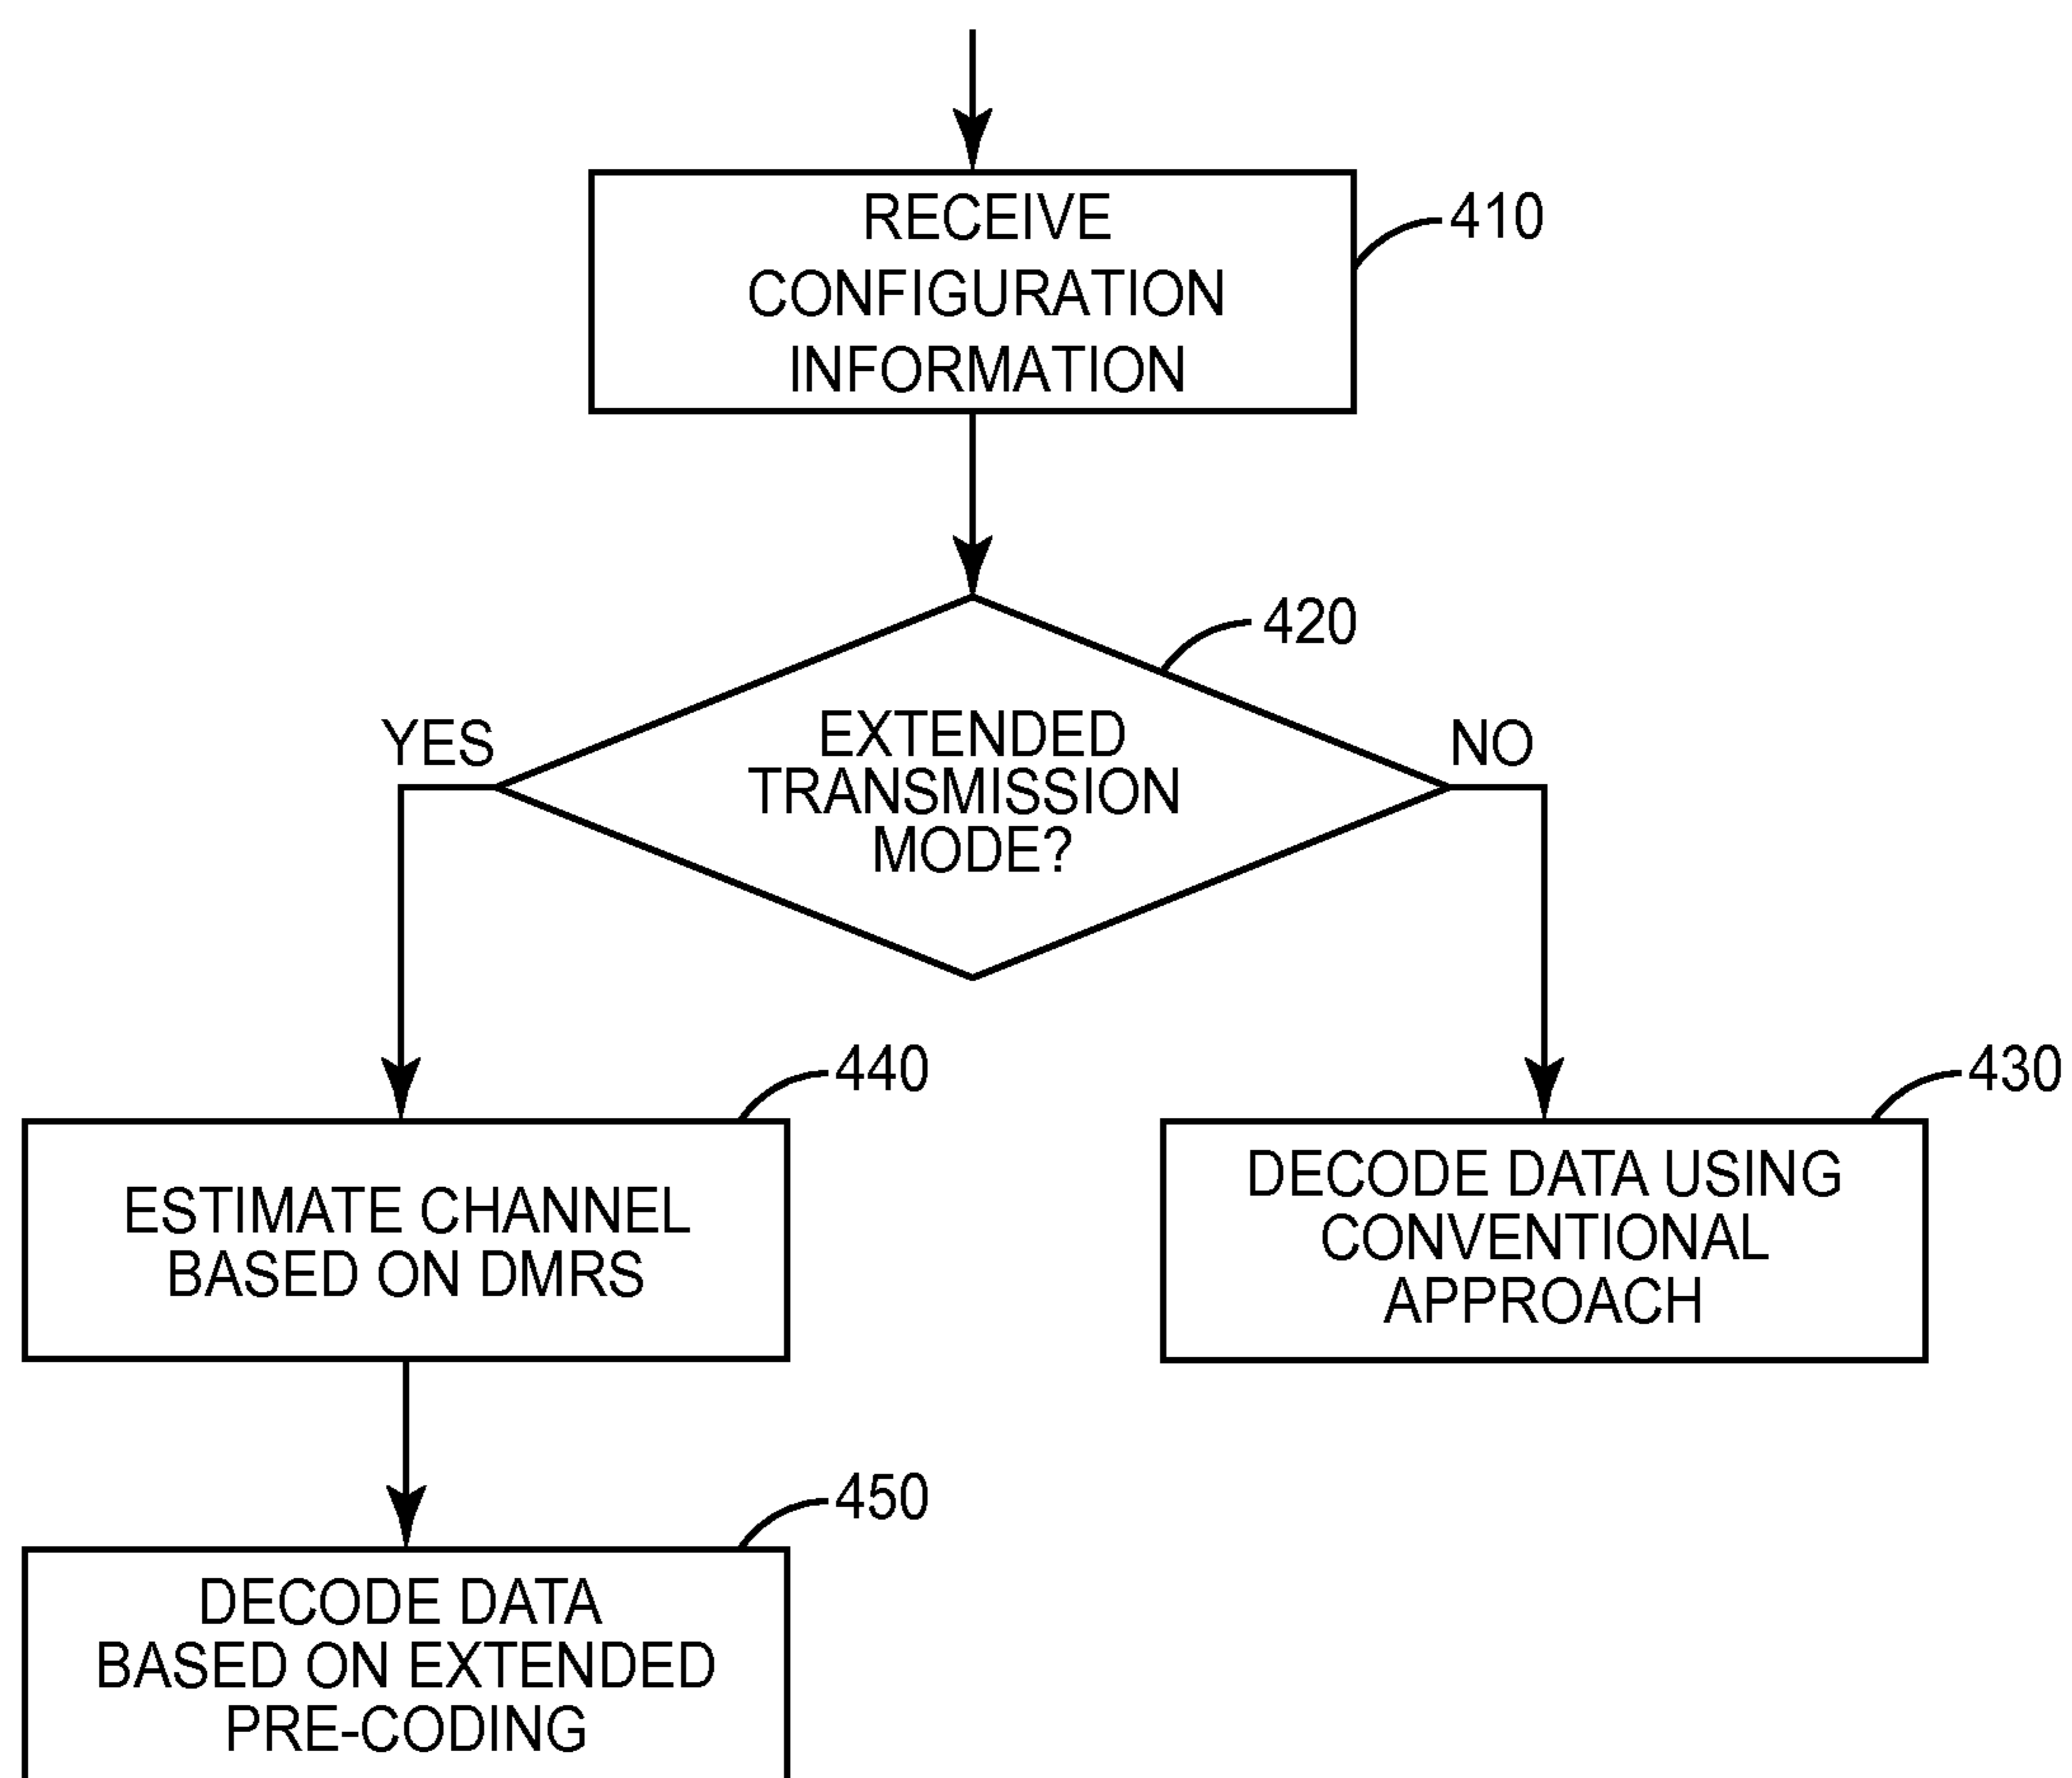 RECEIVE
CONFIGURATION
INFORMATION
410
420
EXTENDED
TRANSMISSION
MODE?
YES
NO
440
ESTIMATE CHANNEL
BASED ON DMRS
430
DECODE DATA USING
CONVENTIONAL
APPROACH
450
DECODE DATA
BASED ON EXTENDED
PRE-CODING